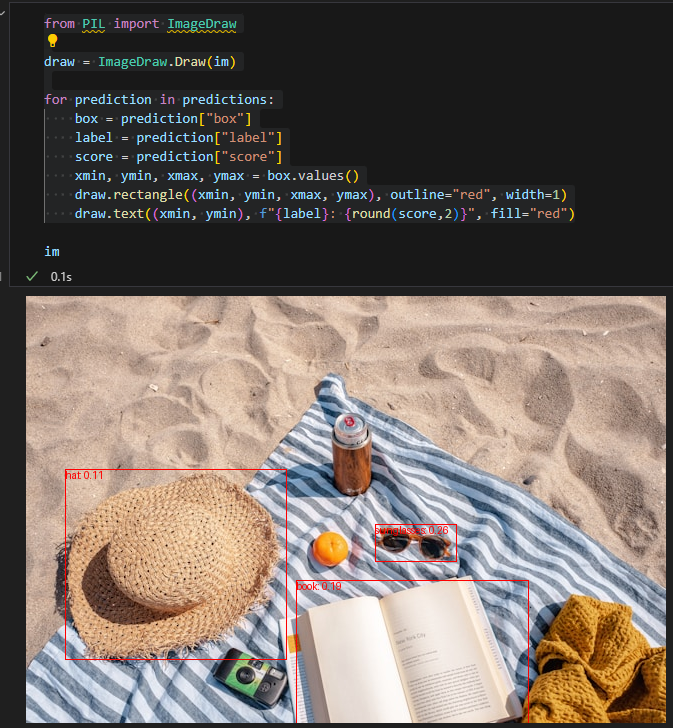 from PIL import ImageDraw
draw = ImageDraw.Draw(im)
for prediction in predictions:
    box = prediction["box"]
    label = prediction["label"]
    score = prediction["score"]
    xmin, ymin, xmax, ymax = box.values()
    draw.rectangle((xmin, ymin, xmax, ymax), outline="red", width=1)
    draw.text((xmin, ymin), f"{label}: {round(score,2)}", fill="red")
im
0.1s
hat: 0.11
sunglasses: 0.26
book: 0.19
New York City